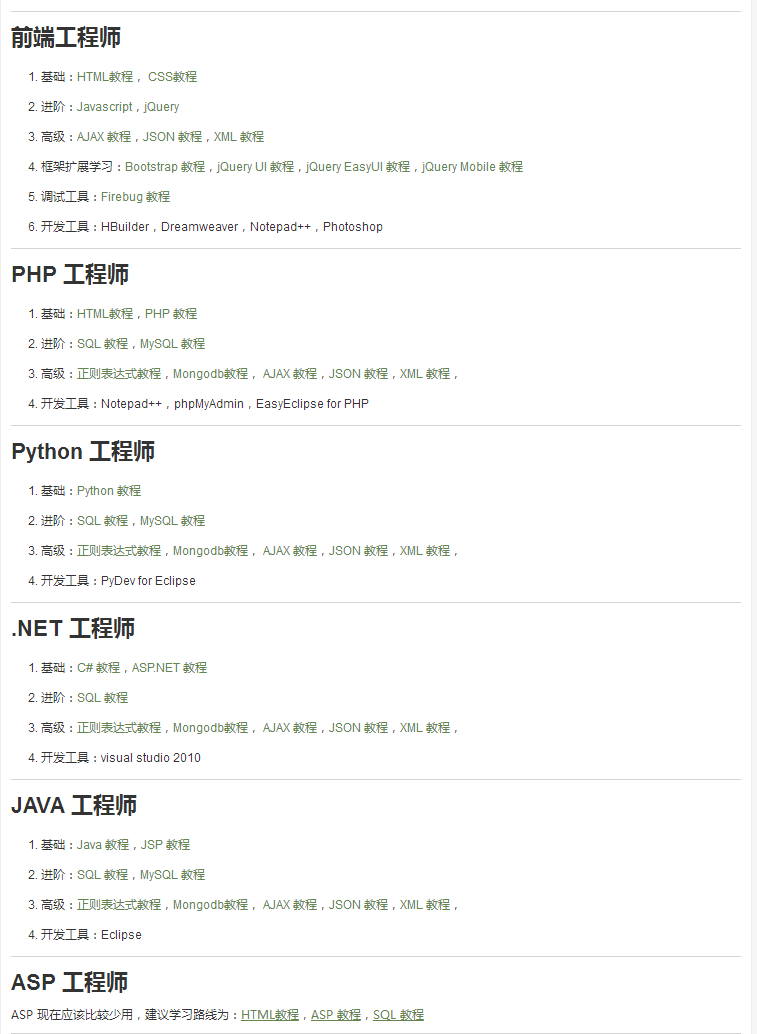 前端工程师
1. 基础：HTML教程， CSS教程
2. 进阶：Javascript，jQuery
3. 高级：AJAX 教程，JSON 教程，XML 教程
4. 框架扩展学习：Bootstrap 教程，jQuery UI 教程，jQuery EasyUI 教程，jQuery Mobile 教程
5. 调试工具：Firebug 教程
6. 开发工具：HBuilder，Dreamweaver，Notepad++，Photoshop
PHP 工程师
1. 基础：HTML教程，PHP 教程
2. 进阶：SQL 教程，MySQL 教程
3. 高级：正则表达式教程，Mongodb教程， AJAX 教程，JSON 教程，XML 教程，
4. 开发工具：Notepad++，phpMyAdmin，EasyEclipse for PHP
Python 工程师
1. 基础：Python 教程
2. 进阶：SQL 教程，MySQL 教程
3. 高级：正则表达式教程，Mongodb教程， AJAX 教程，JSON 教程，XML 教程，
4. 开发工具：PyDev for Eclipse
.NET 工程师
1. 基础：C# 教程，ASP.NET 教程
2. 进阶：SQL 教程
3. 高级：正则表达式教程，Mongodb教程， AJAX 教程，JSON 教程，XML 教程，
4. 开发工具：visual studio 2010
JAVA 工程师
1. 基础：Java 教程，JSP 教程
2. 进阶：SQL 教程，MySQL 教程
3. 高级：正则表达式教程，Mongodb教程， AJAX 教程，JSON 教程，XML 教程，
4. 开发工具：Eclipse
ASP 工程师
ASP 现在应该比较少用，建议学习路线为：HTML教程，ASP 教程，SQL 教程